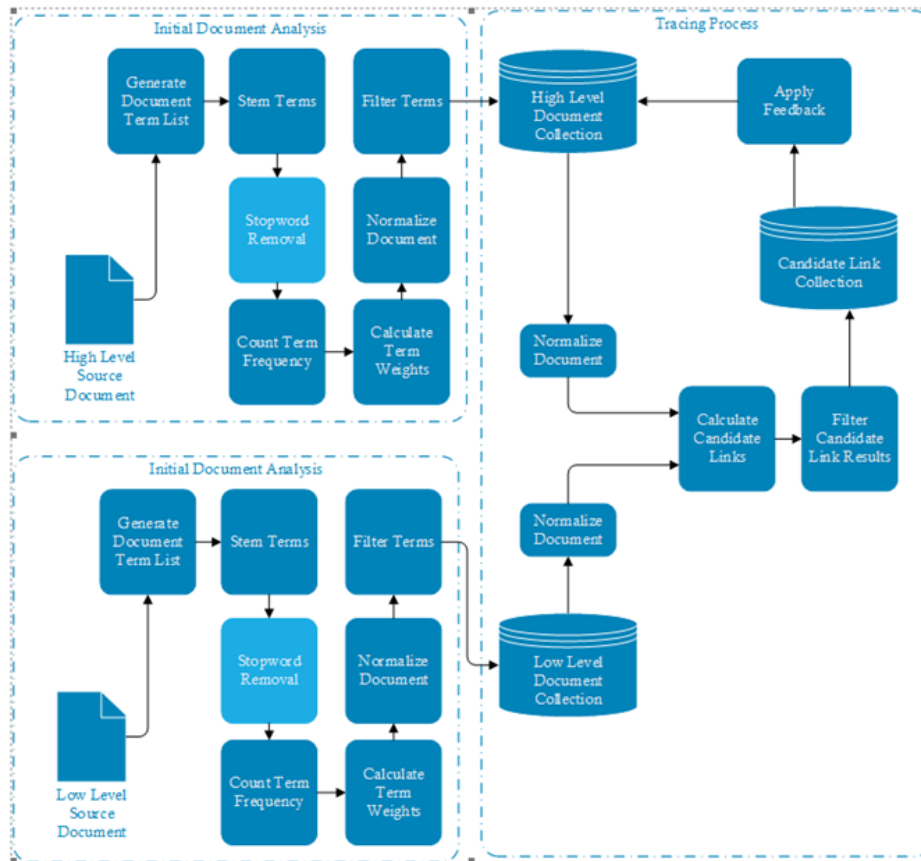 Initial Document Analysis
Generate
Document
Term List
Stem Terms
Filter Terms
Stopword
Removal
Normalize
Document
High Level
Source
Document
Count Term
Frequency
Calculate
Term
Weights
Tracing Process
High Level
Document
Collection
Apply
Feedback
Candidate Link
Collection
Normalize
Document
Calculate
Candidate
Links
Filter
Candidate
Link Results
Normalize
Document
Low Level
Document
Collection
Initial Document Analysis
Generate
Document
Term List
Stem Terms
Filter Terms
Stopword
Removal
Normalize
Document
Low Level
Source
Document
Count Term
Frequency
Calculate
Term
Weights